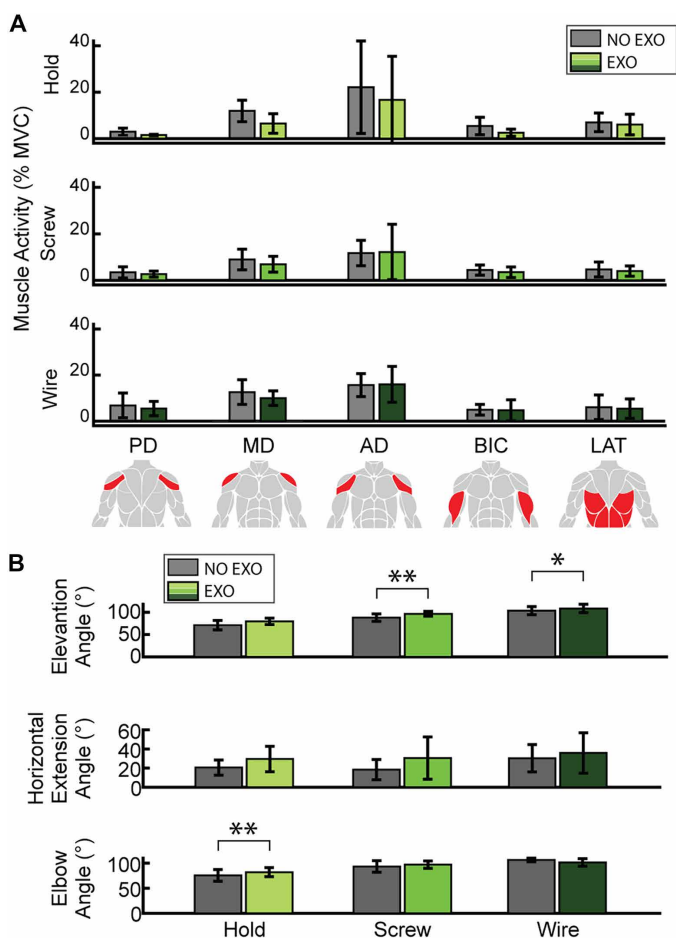 A
NO EXO
EXO
Muscle Activity (% MVC)
Hold
40
20
0
Screw
40
20
0
Wire
40
20
0
PD MD AD BIC LAT
B
NO EXO
EXO
** *
Elevantion
Angle (°)
100
50
0
Horizontal
Extension
Angle (°)
60
40
20
0
**
Elbow
Angle (°)
100
50
0
Hold Screw Wire